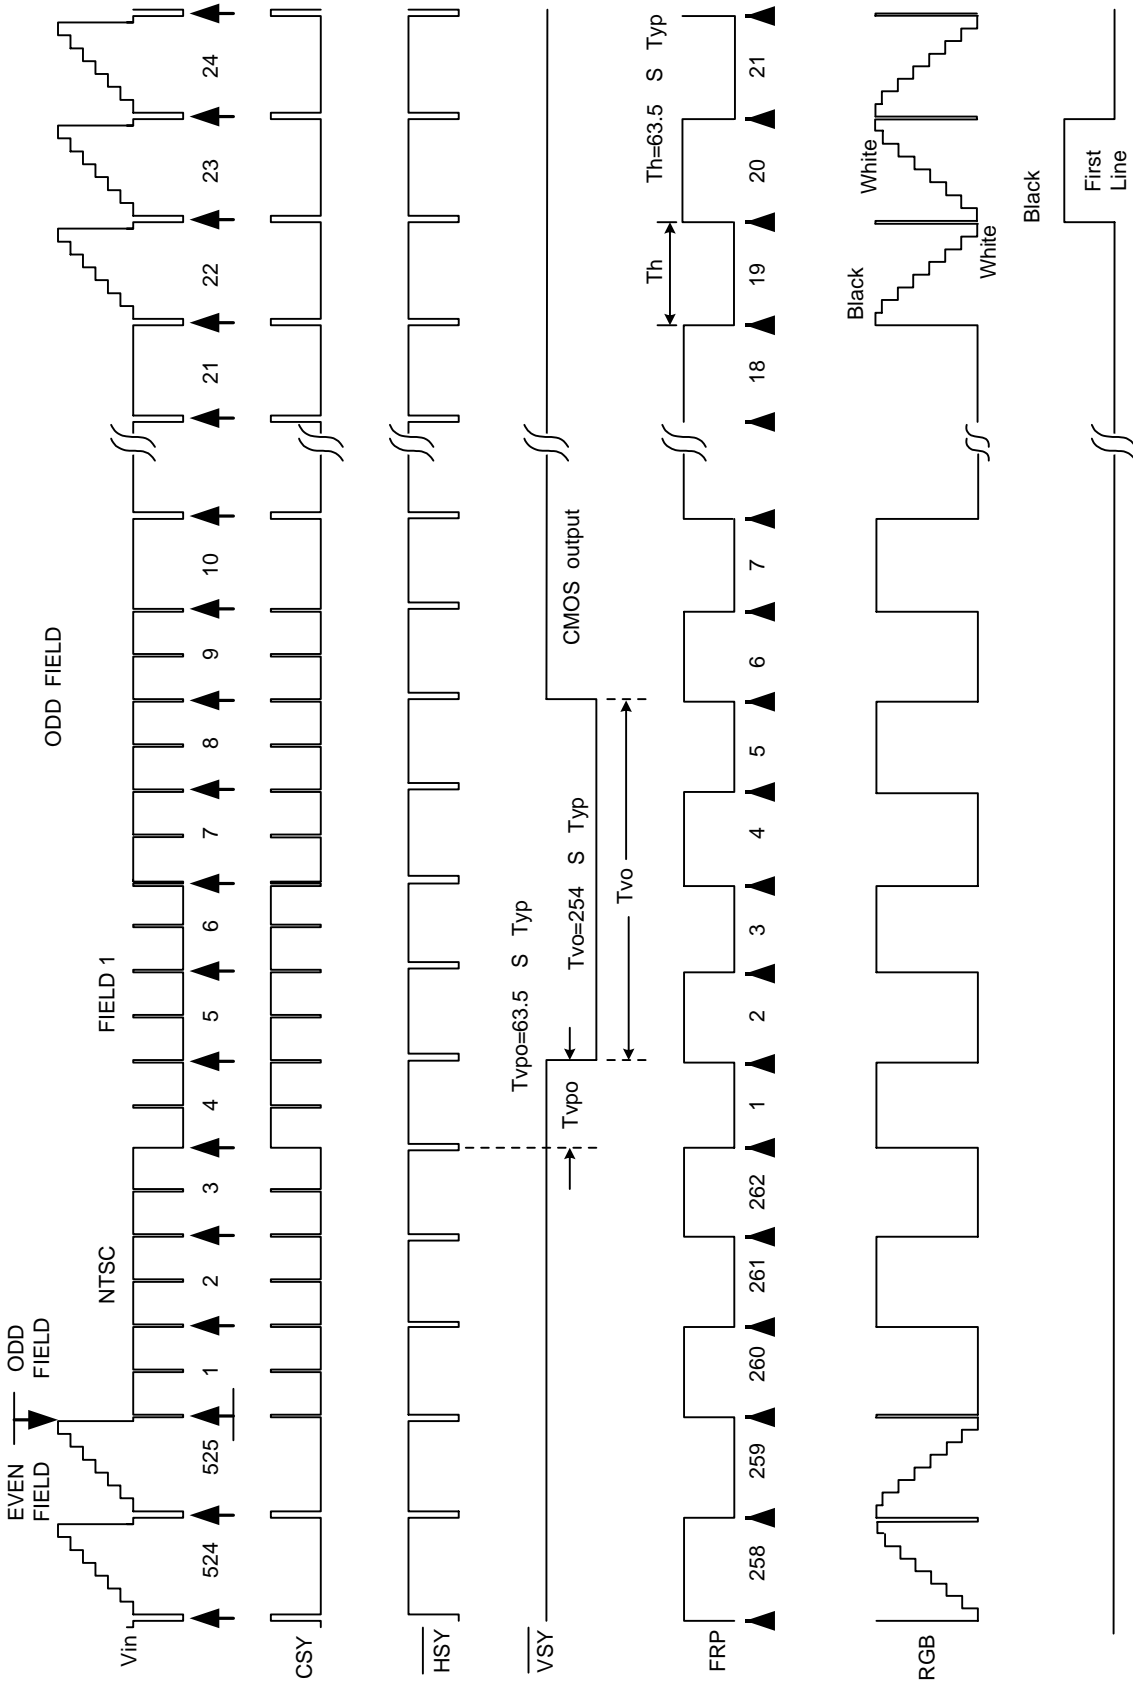 EVEN FIELD
ODD FIELD
NTSC
FIELD 1
ODD FIELD
Vin
524 525 1 2 3 4 5 6 7 8 9 10 21 22 23 24
CSY
HSY
VSY
Tvpo=63.5 S Typ
Tvpo
Tvo=254 S Typ
Tvo
CMOS output
Th=63.5 S Typ
Th
FRP
258 259 260 261 262 1 2 3 4 5 6 7 18 19 20 21
RGB
Black
White
White
Black
First Line